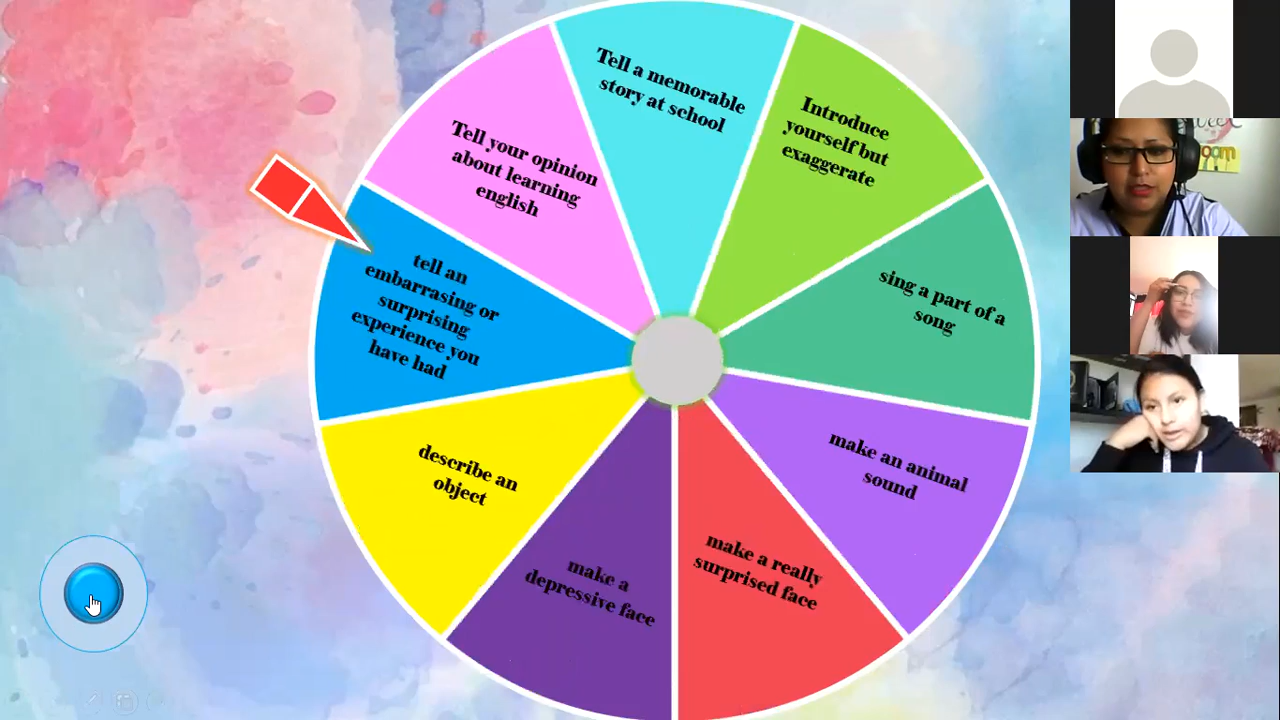 Tell a memorable
story at school
Introduce
yourself but
exaggerate
Tell your opinion
about learning
english
sing a part of a
song
tell an
embarrasing or
surprising
experience you
have had
make an animal
sound
describe an
object
make a really
surprised face
make a
depressive face